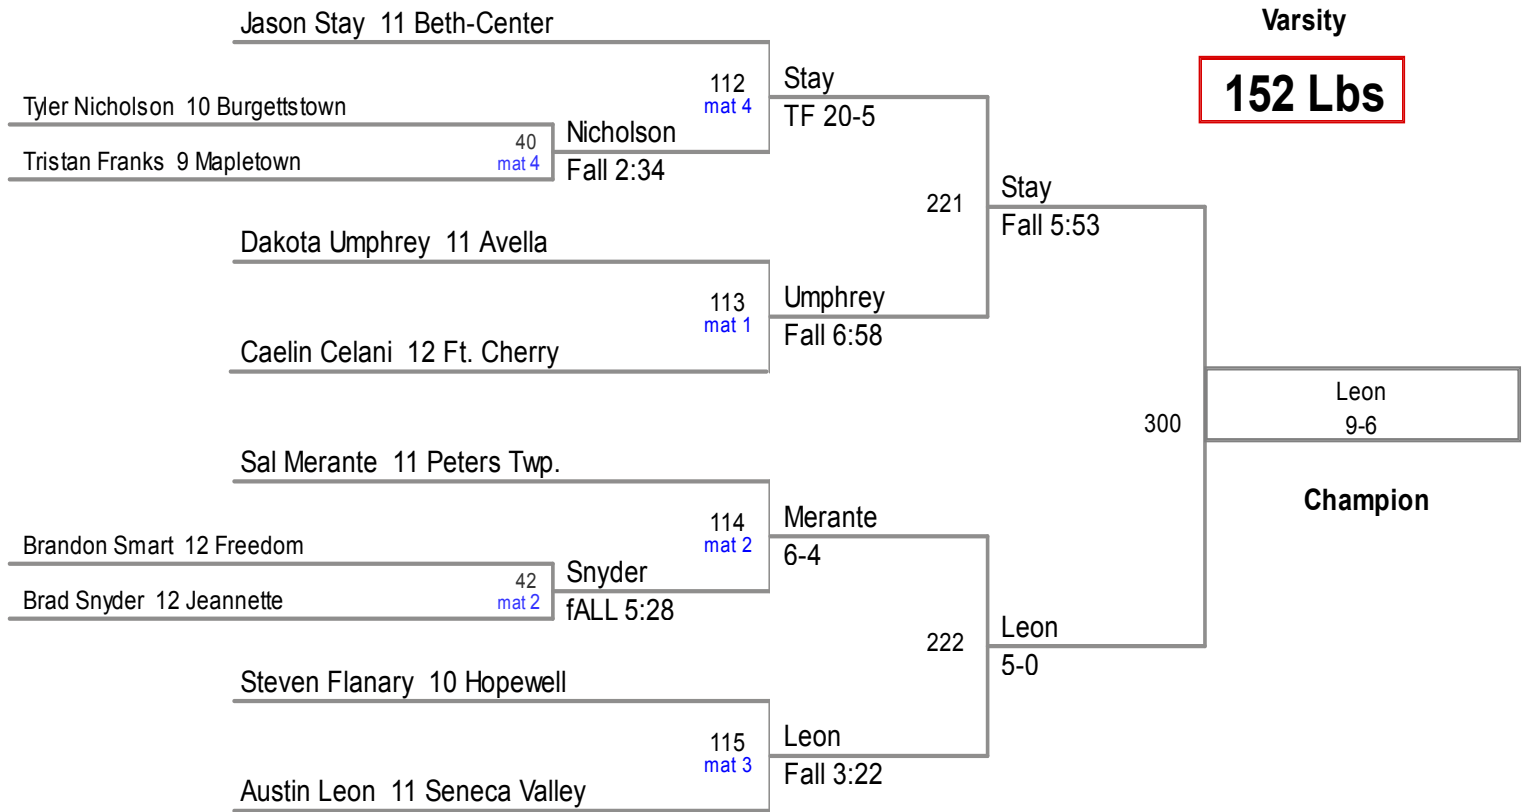 Jason Stay 11 Beth-Center
Varsity
152 Lbs
112
mat 4
Stay
TF 20-5
Tyler Nicholson 10 Burgettstown
40
mat 4
Nicholson
Fall 2:34
Tristan Franks 9 Mapletown
221
Stay
Fall 5:53
Dakota Umphrey 11 Avella
113
mat 1
Umphrey
Fall 6:58
Caelin Celani 12 Ft. Cherry
300
Leon
9-6
Champion
Sal Merante 11 Peters Twp.
114
mat 2
Merante
6-4
Brandon Smart 12 Freedom
42
mat 2
Snyder
fALL 5:28
Brad Snyder 12 Jeannette
222
Leon
5-0
Steven Flanary 10 Hopewell
115
mat 3
Leon
Fall 3:22
Austin Leon 11 Seneca Valley